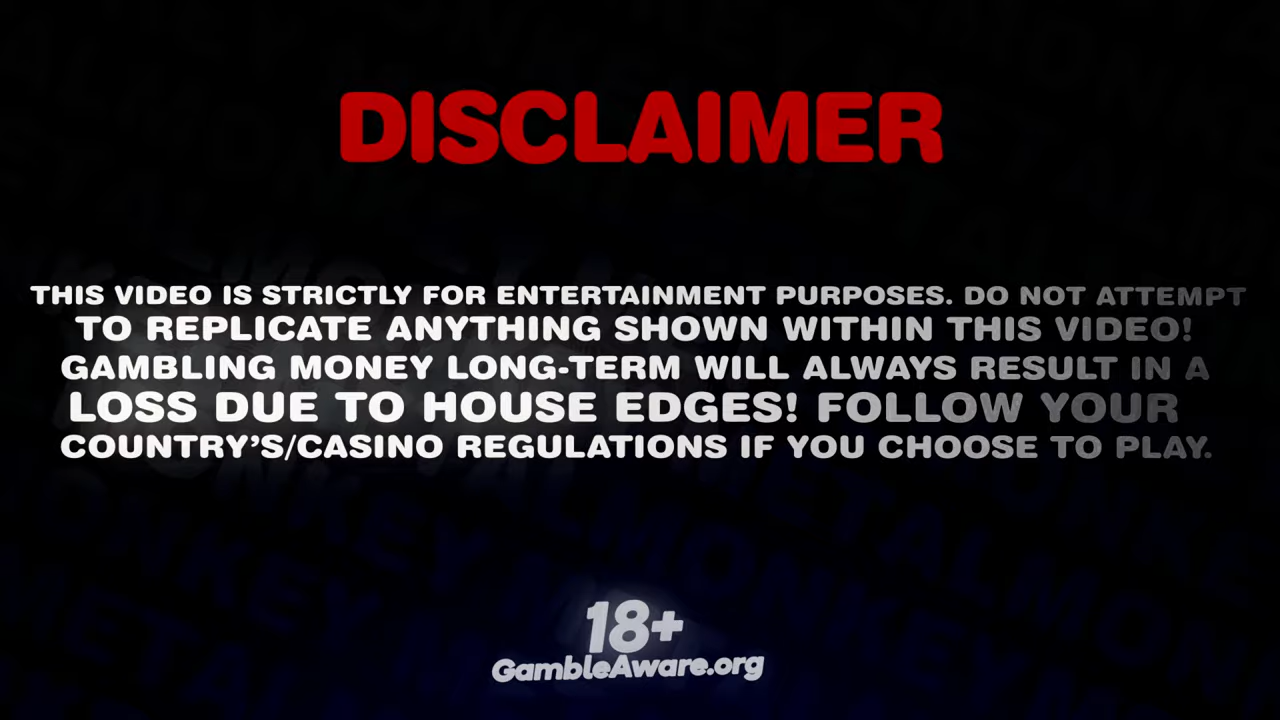 DISCLAIMER
THIS VIDEO IS STRICTLY FOR ENTERTAINMENT PURPOSES. DO NOT ATTEMPT
TO REPLICATE ANYTHING SHOWN WITHIN THIS VIDEO!
GAMBLING MONEY LONG-TERM WILL ALWAYS RESULT IN A
LOSS DUE TO HOUSE EDGES! FOLLOW YOUR
COUNTRY'S/CASINO REGULATIONS IF YOU CHOOSE TO PLAY.
18+
GambleAware.org